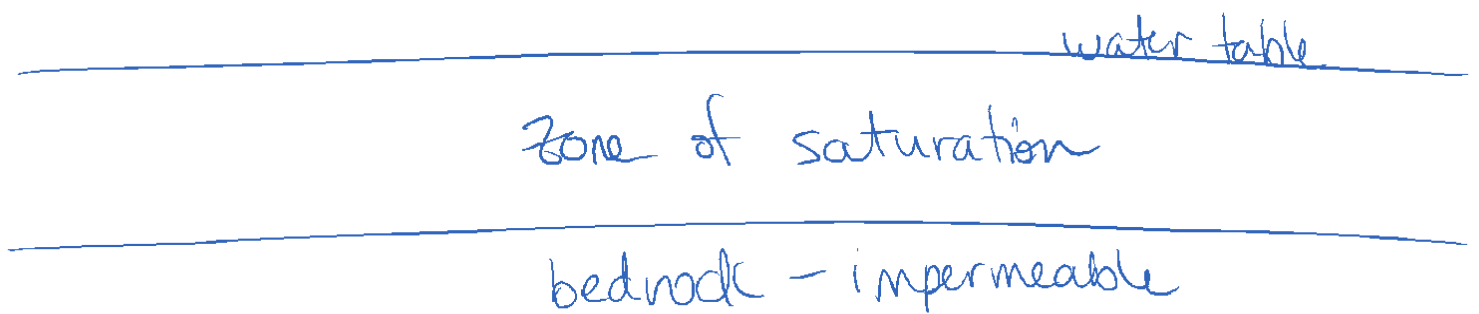 water table
Zone of saturation
bedrock - impermeable